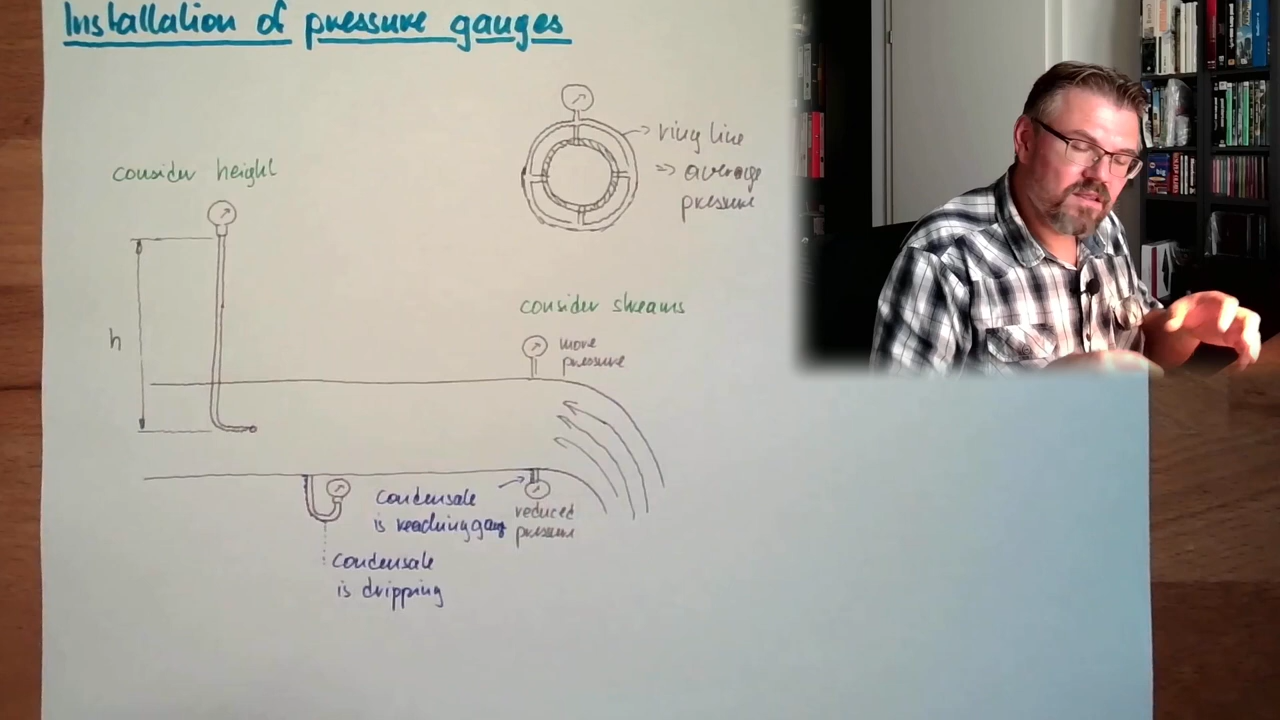 Installation of pressure gauges
consider height
ring line
=> average
pressure
h
consider streams
more
pressure
condensate
is reaching gauge
reduced
pressure
condensate
is dripping